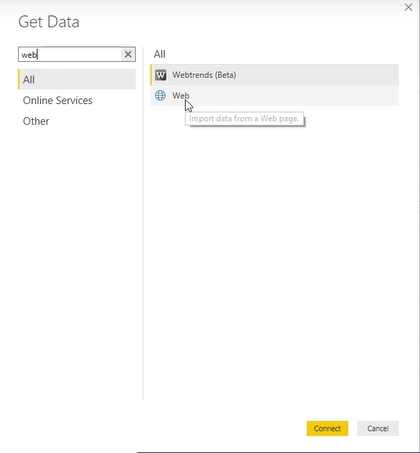 Get Data
web
All
Online Services
Other
All
Webtrends (Beta)
Web
Import data from a Web page.
Connect
Cancel